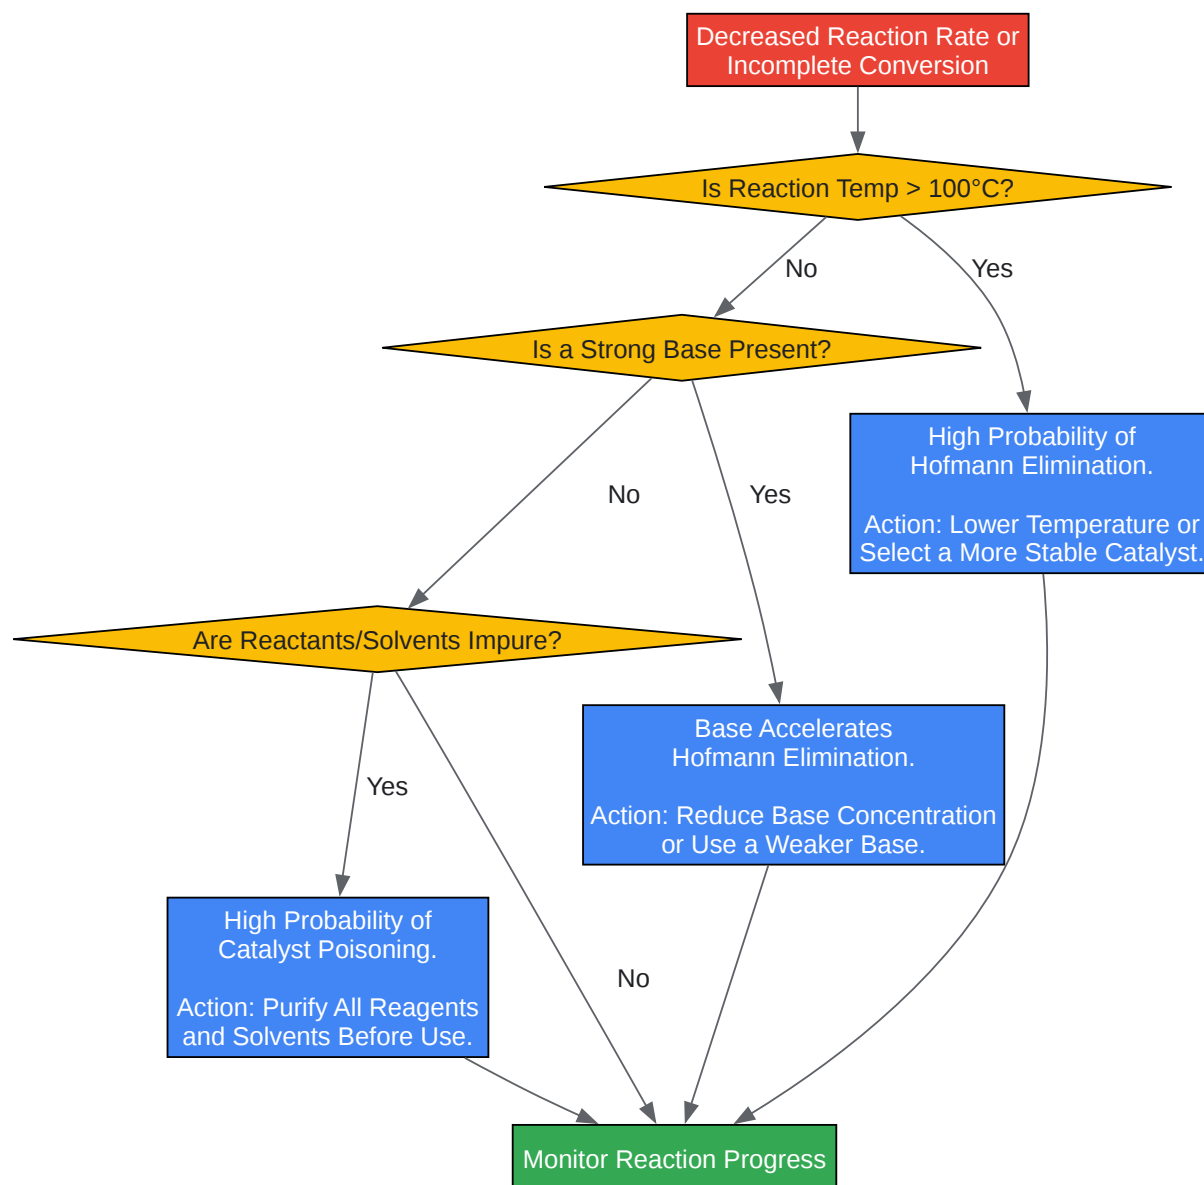 Decreased Reaction Rate or
Incomplete Conversion
Is Reaction Temp > 100°C?
No
Yes
Is a Strong Base Present?
High Probability of
Hofmann Elimination.
Action: Lower Temperature or
Select a More Stable Catalyst.
No
Yes
Are Reactants/Solvents Impure?
Base Accelerates
Hofmann Elimination.
Action: Reduce Base Concentration
or Use a Weaker Base.
Yes
High Probability of
Catalyst Poisoning.
Action: Purify All Reagents
and Solvents Before Use.
No
Monitor Reaction Progress